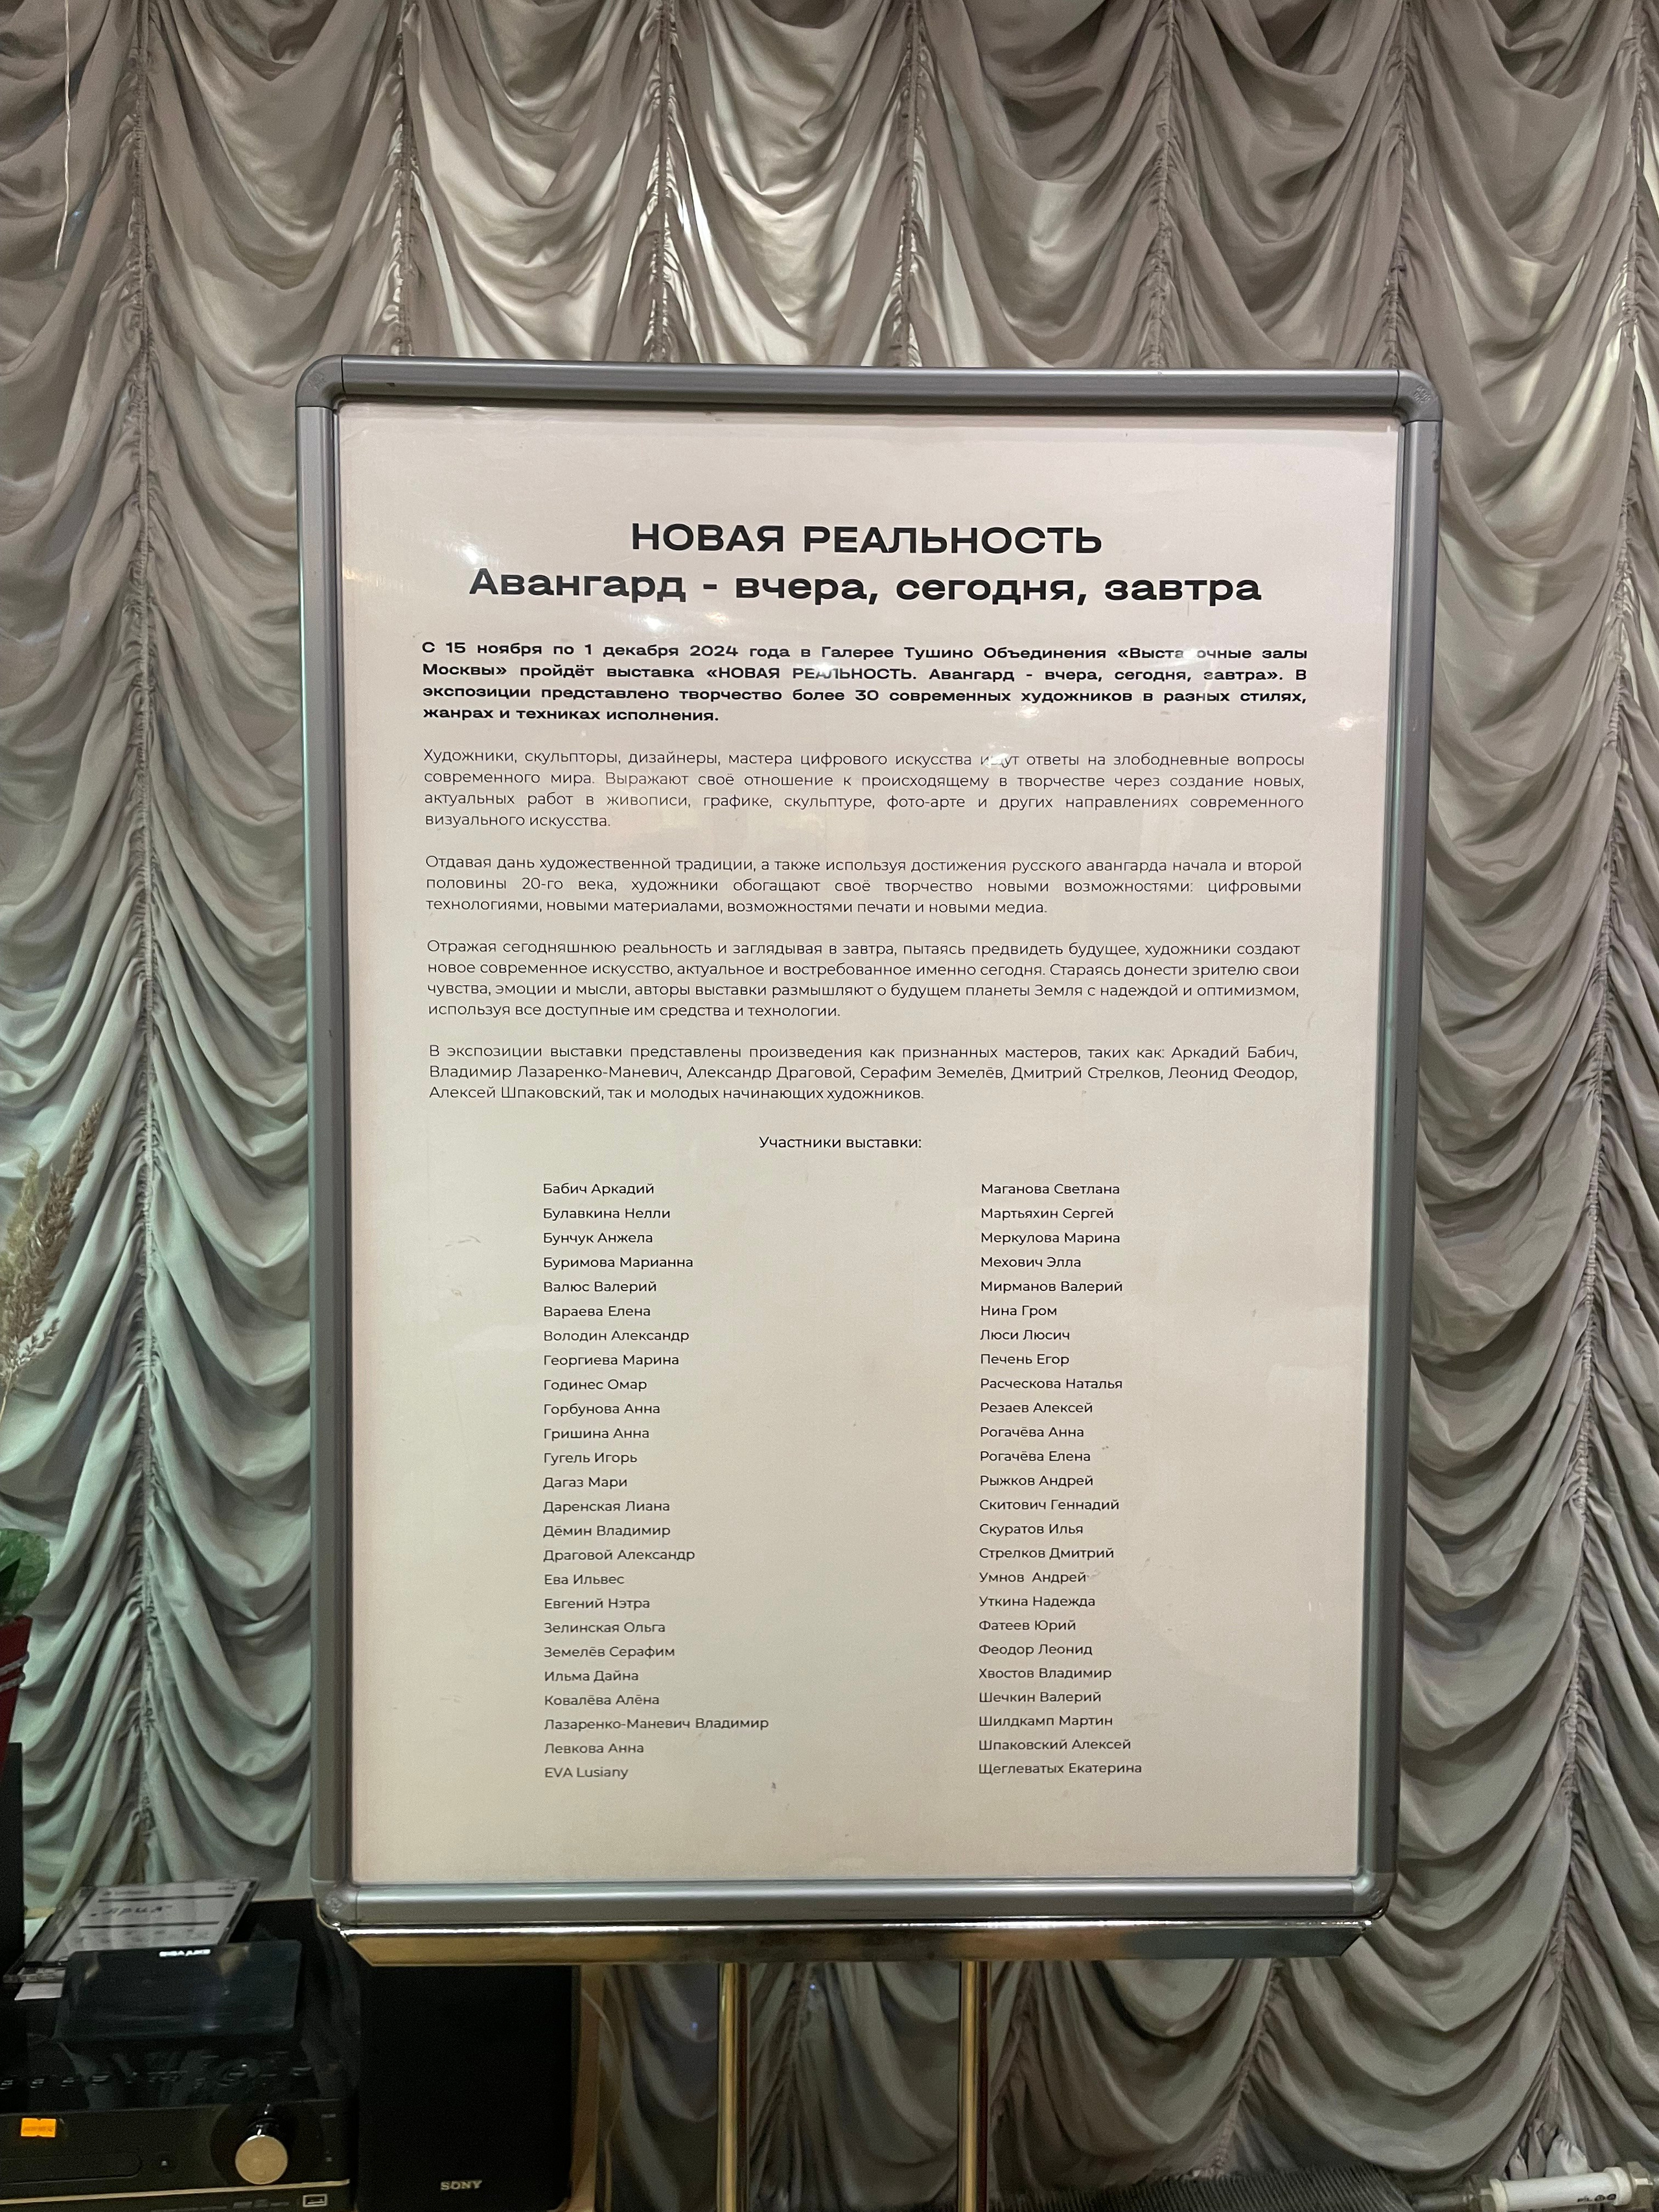 НОВАЯ РЕАЛЬНОСТЬ
Авангард - вчера, сегодня, завтра
С 15 ноября по 1 декабря 2024 года в Галерее Тушино Объединения «Выставочные залы
Москвы» пройдёт выставка «НОВАЯ РЕАЛЬНОСТЬ. Авангард - вчера, сегодня, завтра». В
экспозиции представлено творчество более 30 современных художников в разных стилях,
жанрах и техниках исполнения.
Художники, скульпторы, дизайнеры, мастера цифрового искусства ищут ответы на злободневные вопросы
современного мира. Выражают своё отношение к происходящему в творчестве через создание новых,
актуальных работ в живописи, графике, скульптуре, фото-арте и других направлениях современного
визуального искусства.
Отдавая дань художественной традиции, а также используя достижения русского авангарда начала и второй
половины 20-го века, художники обогащают своё творчество новыми возможностями: цифровыми
технологиями, новыми материалами, возможностями печати и новыми медиа.
Отражая сегодняшнюю реальность и заглядывая в завтра, пытаясь предвидеть будущее, художники создают
новое современное искусство, актуальное и востребованное именно сегодня. Стараясь донести зрителю свои
чувства, эмоции и мысли, авторы выставки размышляют о будущем планеты Земля с надеждой и оптимизмом,
используя все доступные им средства и технологии.
В экспозиции выставки представлены произведения как признанных мастеров, таких как: Аркадий Бабич,
Владимир Лазаренко-Маневич, Александр Драговой, Серафим Земелёв, Дмитрий Стрелков, Леонид Феодор,
Алексей Шпаковский, так и молодых начинающих художников.
Участники выставки:
Бабич Аркадий
Булавкина Нелли
Бунчук Анжела
Буримова Марианна
Валюс Валерий
Вараева Елена
Володин Александр
Георгиева Марина
Годинес Омар
Горбунова Анна
Гришина Анна
Гугель Игорь
Дагаз Мари
Даренская Лиана
Дёмин Владимир
Драговой Александр
Ева Ильвес
Евгений Нэтра
Зелинская Ольга
Земелёв Серафим
Ильма Дайна
Ковалёва Алёна
Лазаренко-Маневич Владимир
Левкова Анна
EVA Lusiany
Маганова Светлана
Мартьяхин Сергей
Меркулова Марина
Мехович Элла
Мирманов Валерий
Нина Гром
Люси Люсич
Печень Егор
Расческова Наталья
Резаев Алексей
Рогачёва Анна
Рогачёва Елена
Рыжков Андрей
Скитович Геннадий
Скуратов Илья
Стрелков Дмитрий
Умнов Андрей
Уткина Надежда
Фатеев Юрий
Феодор Леонид
Хвостов Владимир
Шечкин Валерий
Шилдкамп Мартин
Шпаковский Алексей
Щеглеватых Екатерина
SONY